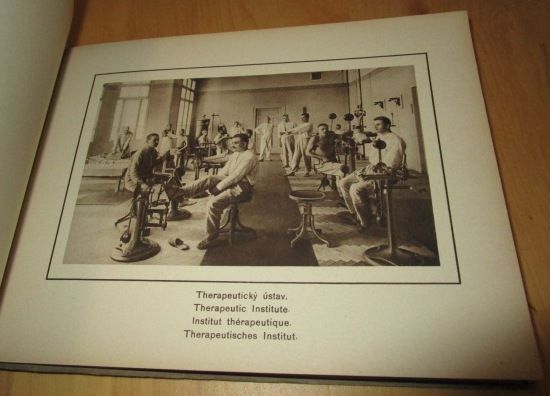 Therapeutický ústav.
Therapeutic Institute.
Institut thérapeutique.
Therapeutisches Institut.